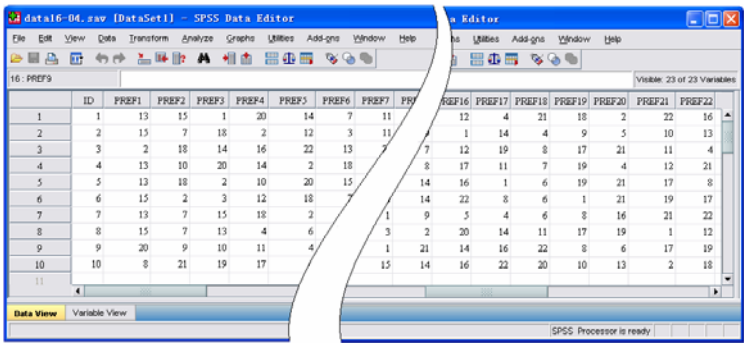 data16-04.sav [DataSet1] - SPSS Data Editor
File Edit View Data Transform Analyze Graphs Utilities Add-ons Window Help Utilities Add-ons Window Help
16 : PREF9 Visible: 23 of 23 Variables
ID PREF1 PREF2 PREF3 PREF4 PREF5 PREF6 PREF7 PREF16 PREF17 PREF18 PREF19 PREF20 PREF21 PREF22
1 1 13 15 1 20 14 7 11 12 4 21 18 2 22 16
2 2 15 7 18 2 12 3 11 1 14 4 9 5 10 13
3 3 2 18 14 16 22 13 7 12 19 8 17 21 11 4
4 4 13 10 20 14 2 18 8 17 11 7 19 4 12 21
5 5 13 18 2 10 20 15 14 16 1 6 19 21 17 8
6 6 15 2 3 12 18 14 22 8 6 1 21 19 17
7 7 13 7 15 18 2 1 9 5 4 6 8 16 21 22
8 8 15 7 13 4 6 3 2 20 14 11 17 19 1 12
9 9 20 9 10 11 4 1 21 14 16 22 8 6 17 19
10 10 8 21 19 17 15 14 16 22 20 10 13 2 18
11
Data View Variable View
SPSS Processor is ready